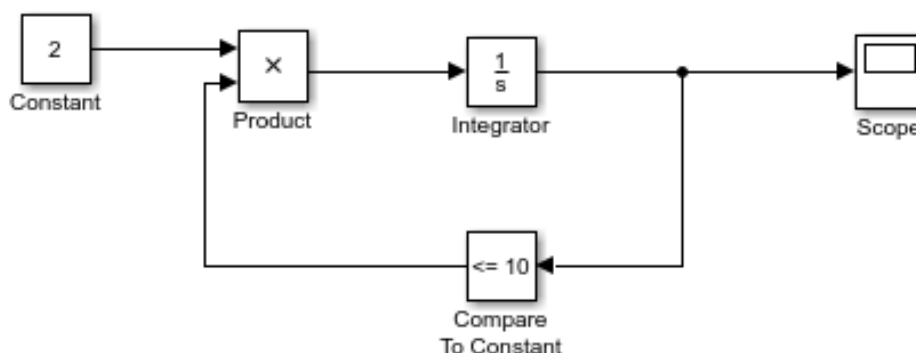 2
Constant
×
Product
1
s
Integrator
Scope
<= 10
Compare
To Constant